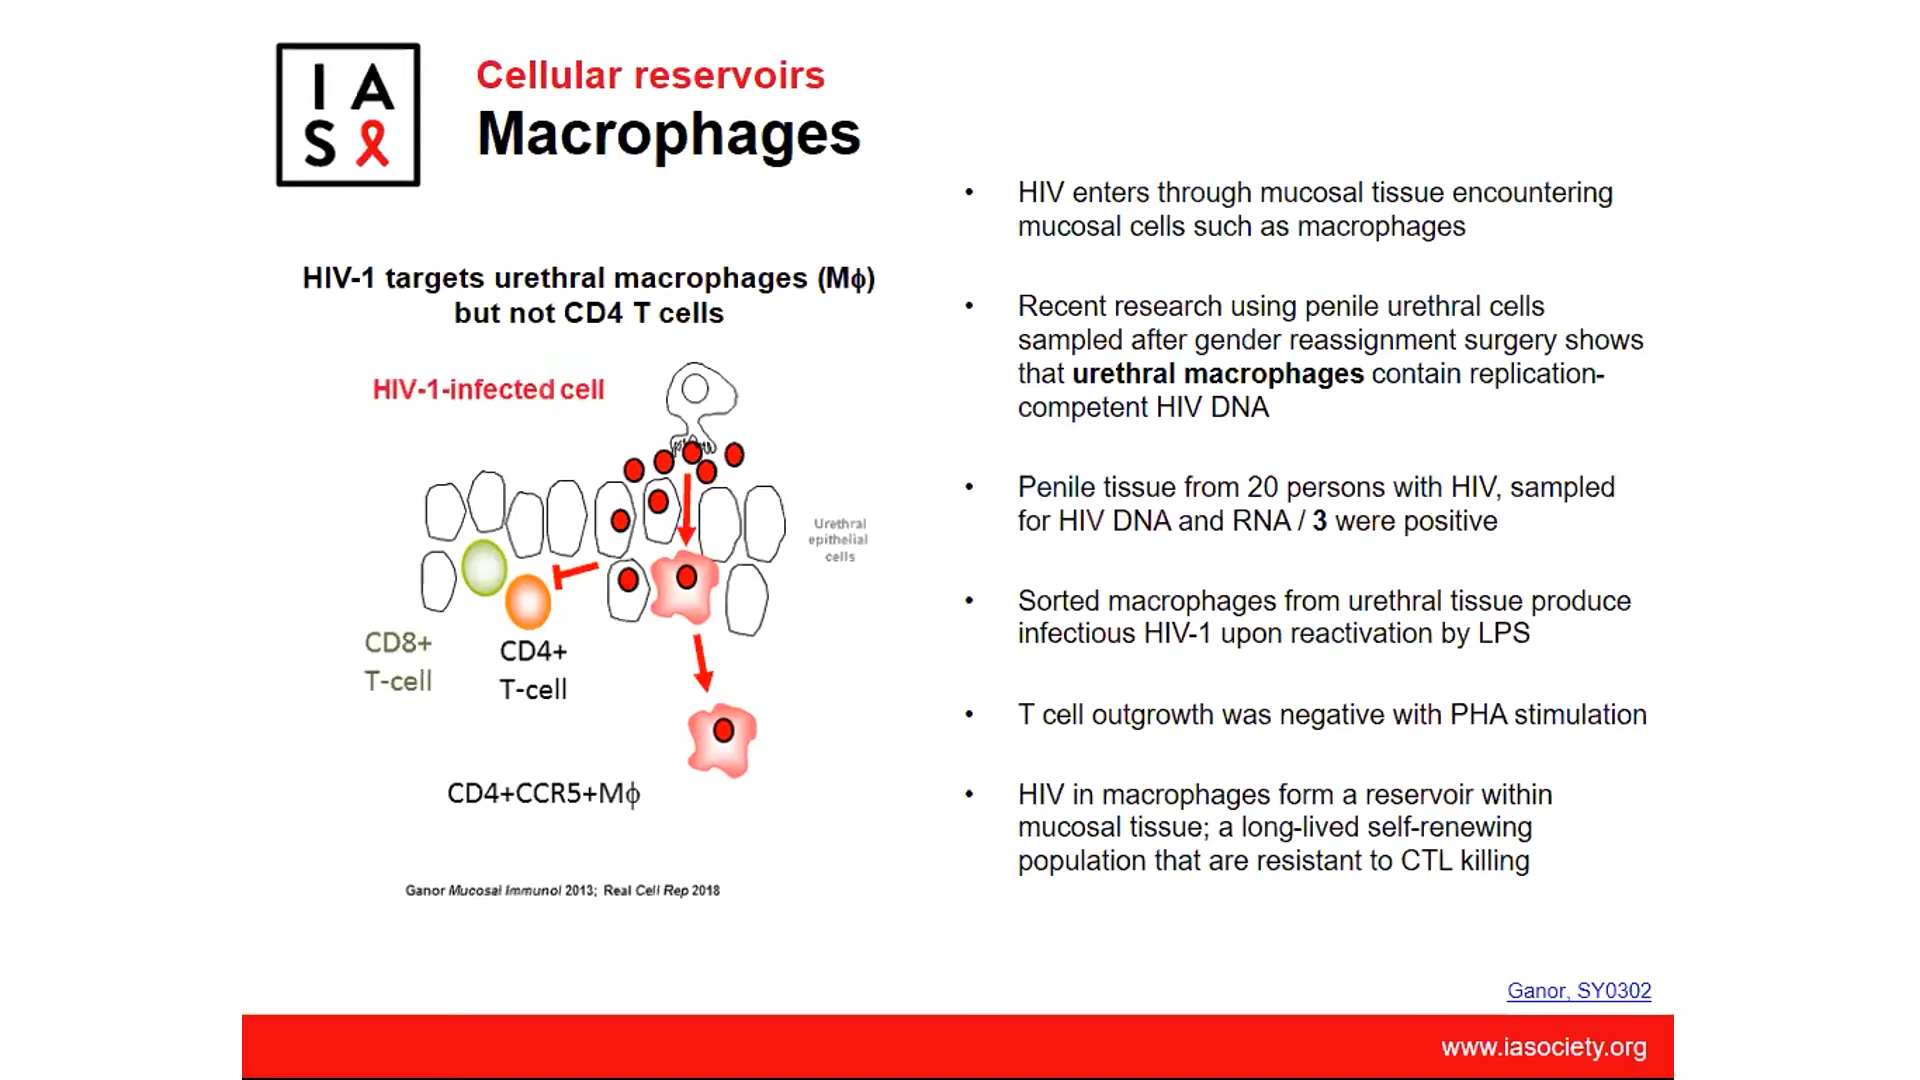 I A
S
Cellular reservoirs
Macrophages
HIV-1 targets urethral macrophages (Mϕ)
but not CD4 T cells
HIV-1-infected cell
Urethral
epithelial
cells
CD8+
T-cell
CD4+
T-cell
CD4+CCR5+Mϕ
Ganor Mucosal Immunol 2013; Real Cell Rep 2018
• HIV enters through mucosal tissue encountering
mucosal cells such as macrophages
• Recent research using penile urethral cells
sampled after gender reassignment surgery shows
that urethral macrophages contain replication-
competent HIV DNA
• Penile tissue from 20 persons with HIV, sampled
for HIV DNA and RNA / 3 were positive
• Sorted macrophages from urethral tissue produce
infectious HIV-1 upon reactivation by LPS
• T cell outgrowth was negative with PHA stimulation
• HIV in macrophages form a reservoir within
mucosal tissue; a long-lived self-renewing
population that are resistant to CTL killing
Ganor, SY0302
www.iasociety.org